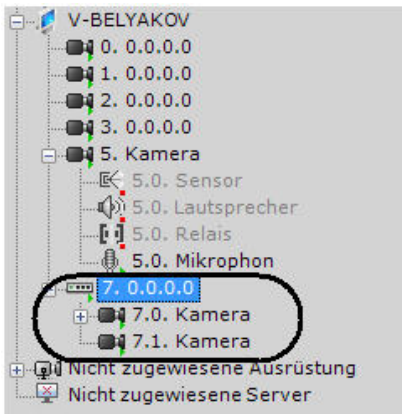 V-BELYAKOV
0. 0.0.0.0
1. 0.0.0.0
2. 0.0.0.0
3. 0.0.0.0
5. Kamera
5.0. Sensor
5.0. Lautsprecher
5.0. Relais
5.0. Mikrophon
7. 0.0.0.0
7.0. Kamera
7.1. Kamera
Nicht zugewiesene Ausrüstung
Nicht zugewiesene Server